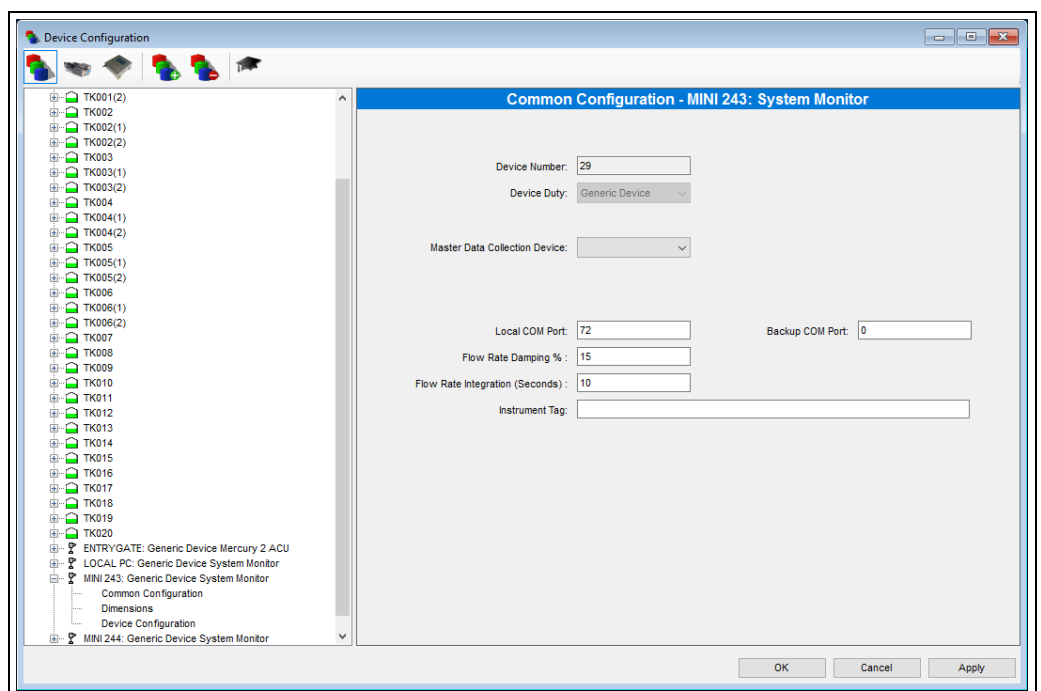 Device Configuration
TK001(2)
TK002
TK002(1)
TK002(2)
TK003
TK003(1)
TK003(2)
TK004
TK004(1)
TK004(2)
TK005
TK005(1)
TK005(2)
TK006
TK006(1)
TK006(2)
TK007
TK008
TK009
TK010
TK011
TK012
TK013
TK014
TK015
TK016
TK017
TK018
TK019
TK020
ENTRYGATE: Generic Device Mercury 2 ACU
LOCAL PC: Generic Device System Monitor
MINI 243: Generic Device System Monitor
Common Configuration
Dimensions
Device Configuration
MINI 244: Generic Device System Monitor
Common Configuration - MINI 243: System Monitor
Device Number: 29
Device Duty: Generic Device
Master Data Collection Device:
Local COM Port: 72 Backup COM Port: 0
Flow Rate Damping % : 15
Flow Rate Integration (Seconds) : 10
Instrument Tag:
OK Cancel Apply